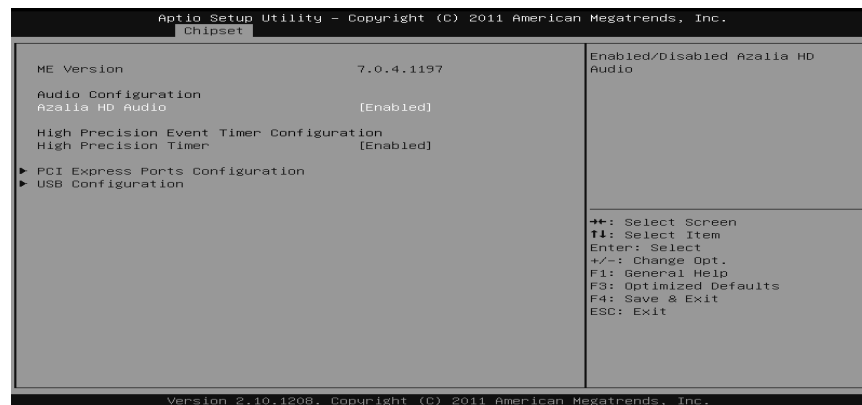 Aptio Setup Utility – Copyright (C) 2011 American Megatrends, Inc.
Chipset
ME Version 7.0.4.1197
Audio Configuration
Azalia HD Audio [Enabled]
High Precision Event Timer Configuration
High Precision Timer [Enabled]
► PCI Express Ports Configuration
► USB Configuration
Enabled/Disabled Azalia HD
Audio
→←: Select Screen
↑↓: Select Item
Enter: Select
+/-: Change Opt.
F1: General Help
F3: Optimized Defaults
F4: Save & Exit
ESC: Exit
Version 2.10.1208. Copyright (C) 2011 American Megatrends, Inc.